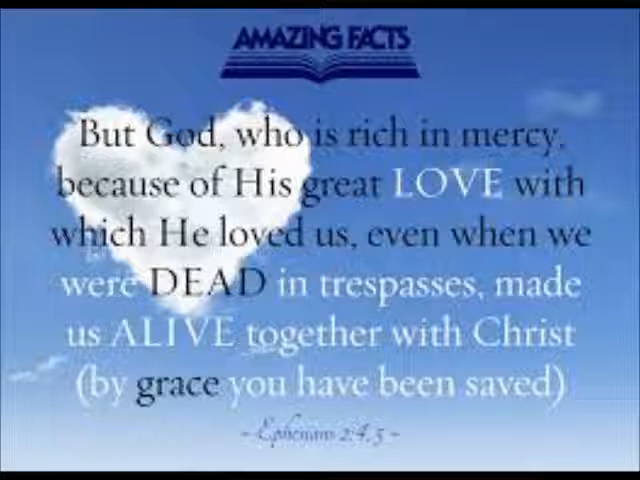 AMAZING FACTS
But God, who is rich in mercy,
because of His great LOVE with
which He loved us, even when we
were DEAD in trespasses, made
us ALIVE together with Christ
(by grace you have been saved)
~ Ephesians 2:4,5 ~